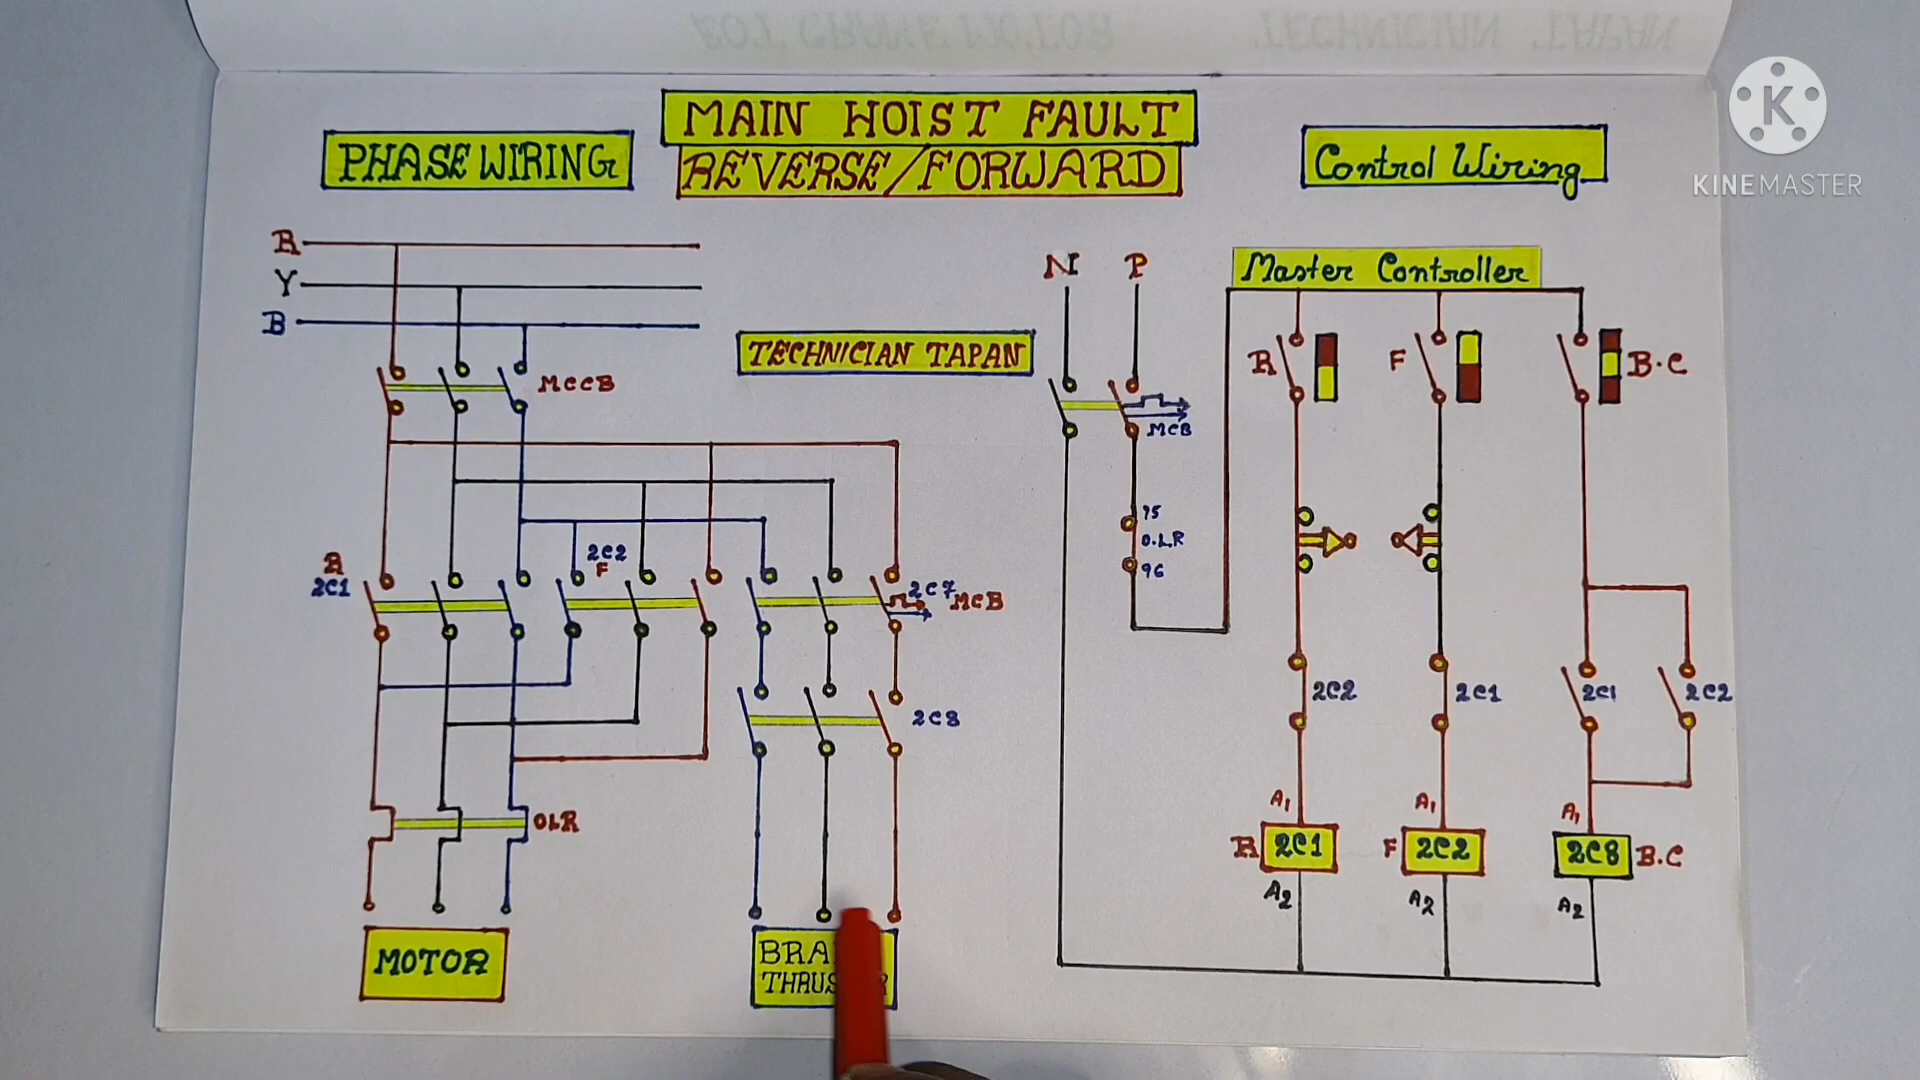 MAIN HOIST FAULT
REVERSE/FORWARD
PHASE WIRING
Control Wiring
KINEMASTER
R
Y
B
MCCB
TECHNICIAN TAPAN
N P
Master Controller
R
F
B.C
MCB
95
O.L.R
96
R
2C1
2C2
F
2C7
MCB
2C8
2C2
2C1
2C1
2C2
OLR
A1
A1
A1
R 2C1
F 2C2
2C8 B.C
A2
A2
A2
MOTOR